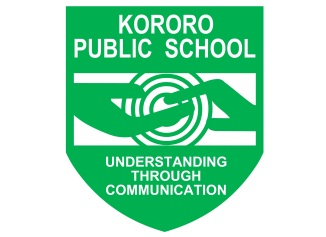 KORORO
PUBLIC SCHOOL
UNDERSTANDING
THROUGH
COMMUNICATION